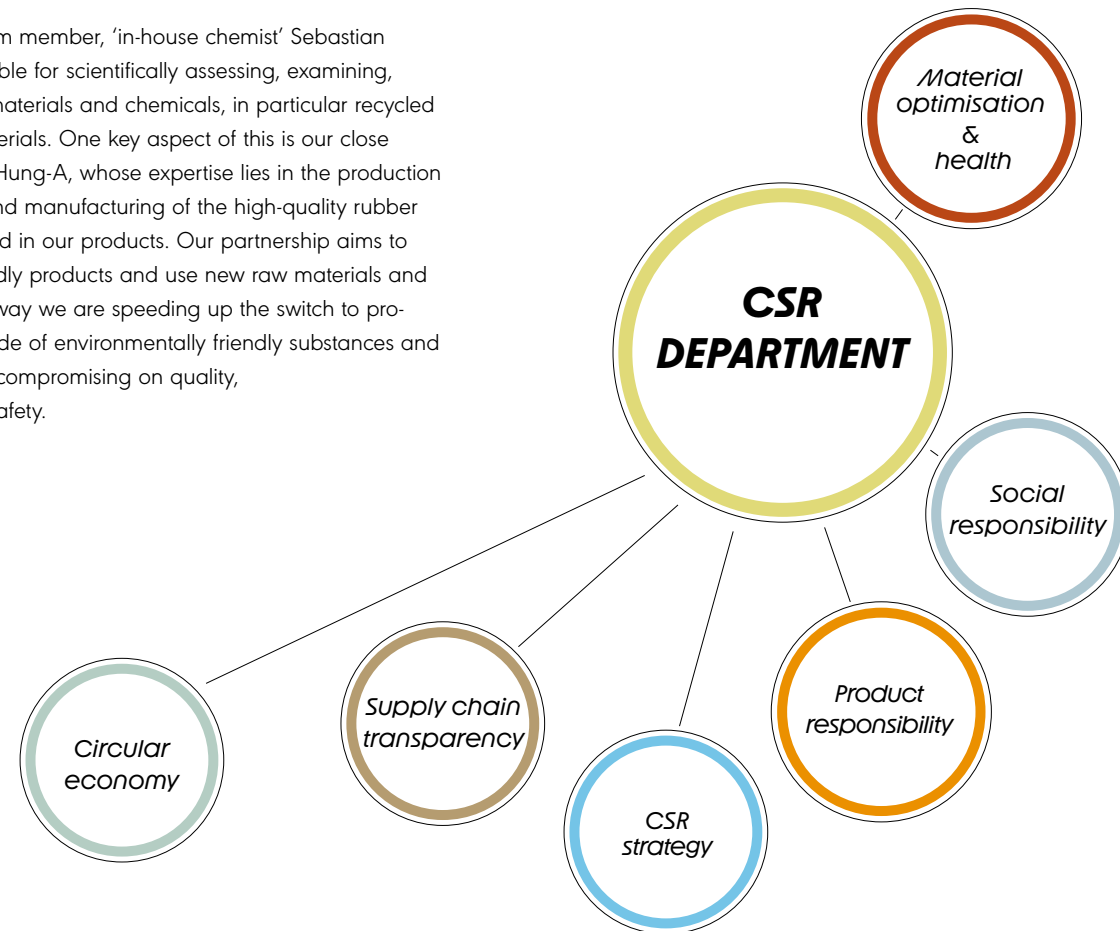 m member, ‘in-house chemist’ Sebastian
ble for scientifically assessing, examining,
materials and chemicals, in particular recycled
erials. One key aspect of this is our close
Hung-A, whose expertise lies in the production
nd manufacturing of the high-quality rubber
d in our products. Our partnership aims to
dly products and use new raw materials and
way we are speeding up the switch to pro-
de of environmentally friendly substances and
compromising on quality,
afety.
Material
optimisation
&
health
CSR
DEPARTMENT
Social
responsibility
Product
responsibility
CSR
strategy
Supply chain
transparency
Circular
economy